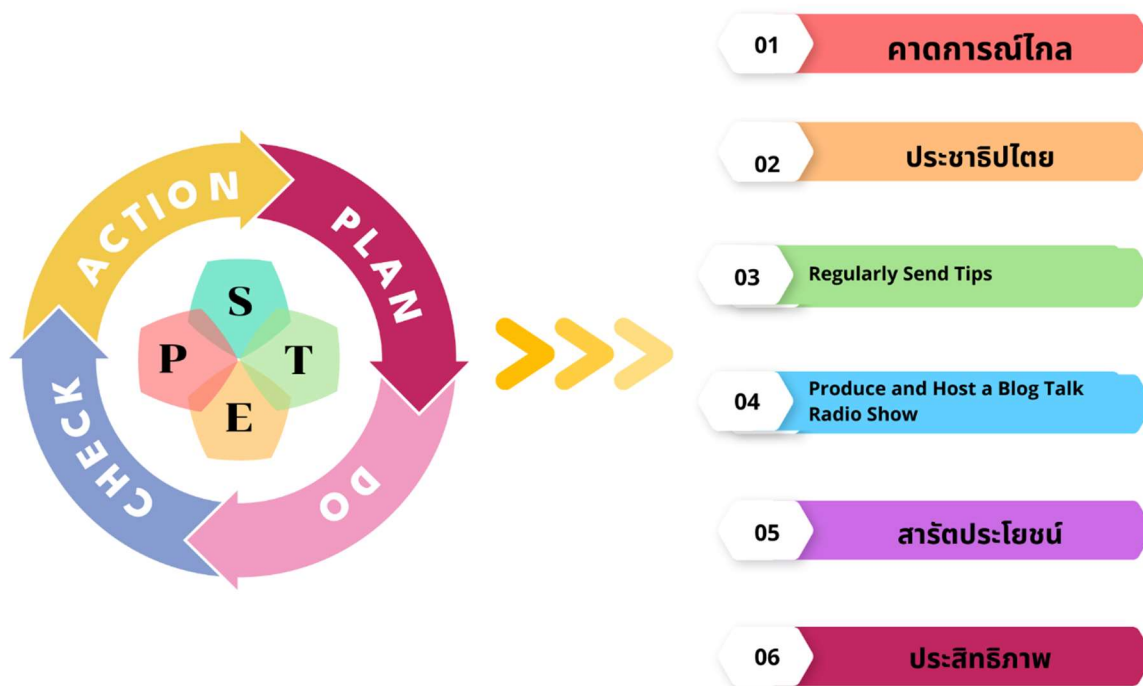 ACTION
PLAN
DO
CHECK
S
P
T
E
01
คาดการณ์ไกล
02
ประชาธิปไตย
03
Regularly Send Tips
04
Produce and Host a Blog Talk
Radio Show
05
สารัตประโยชน์
06
ประสิทธิภาพ